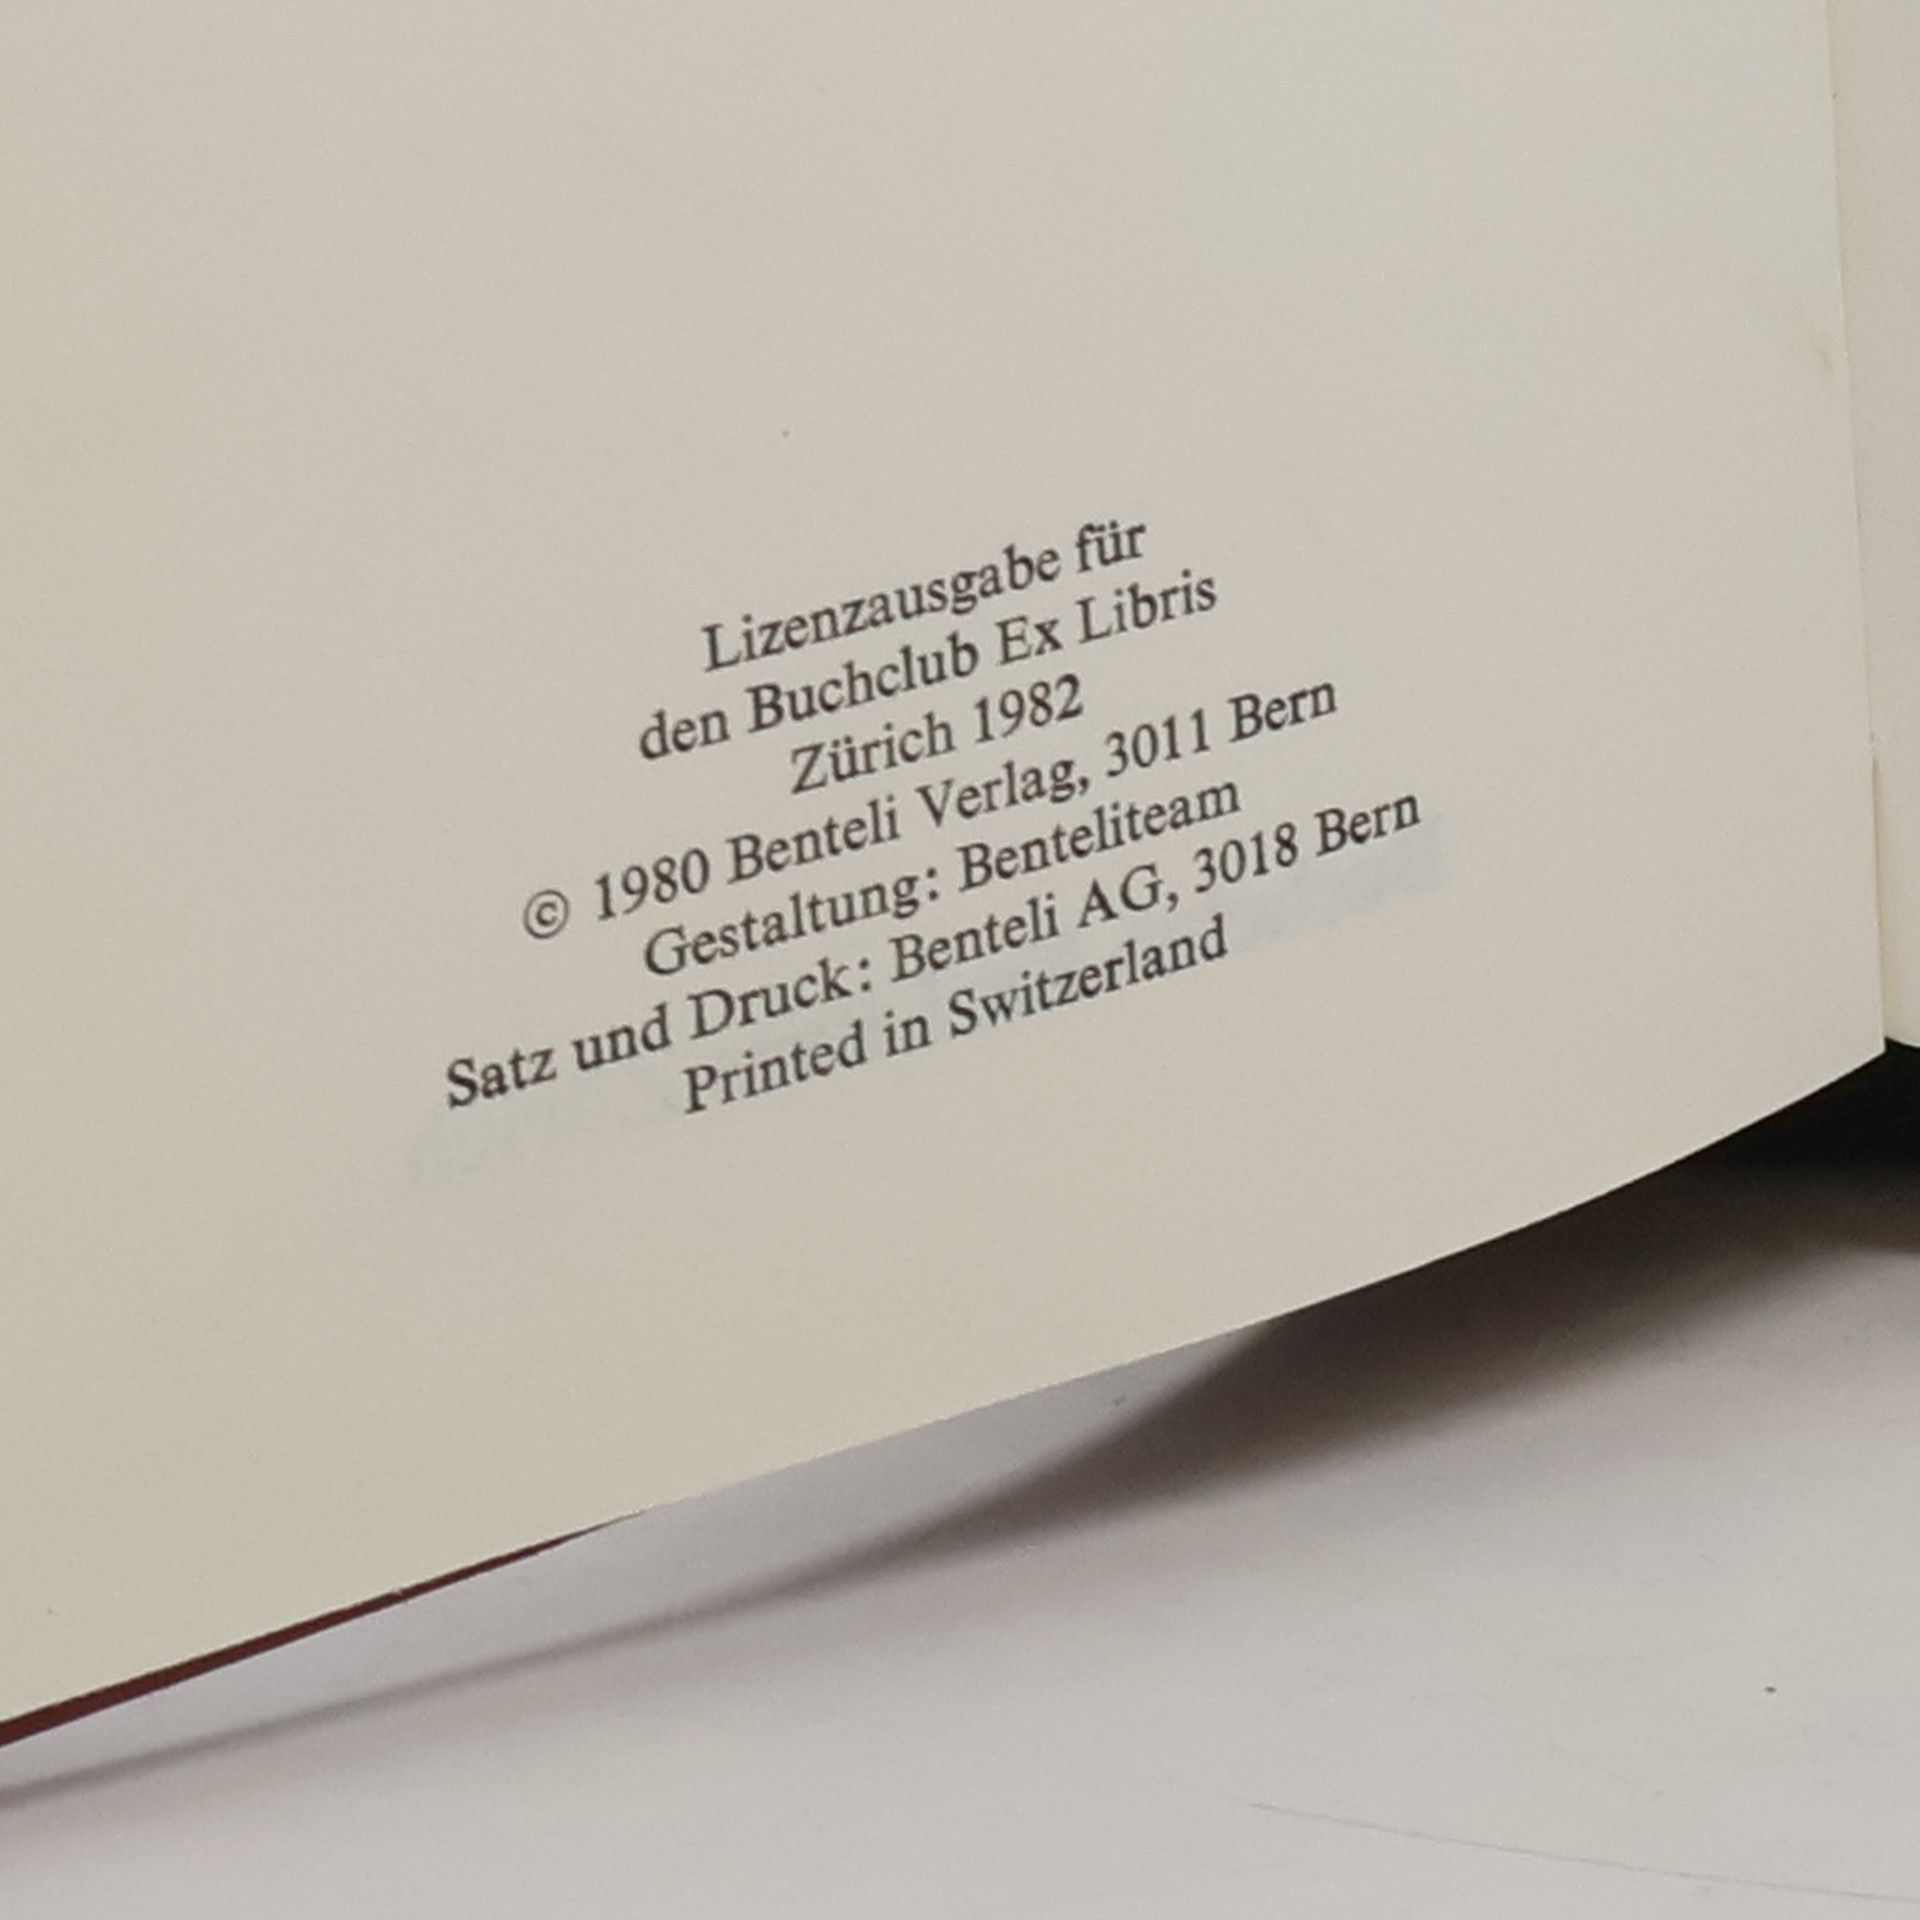 Lizenzausgabe für
den Buchclub Ex Libris
Zürich 1982
© 1980 Benteli Verlag, 3011 Bern
Gestaltung: Benteliteam
Satz und Druck: Benteli AG, 3018 Bern
Printed in Switzerland